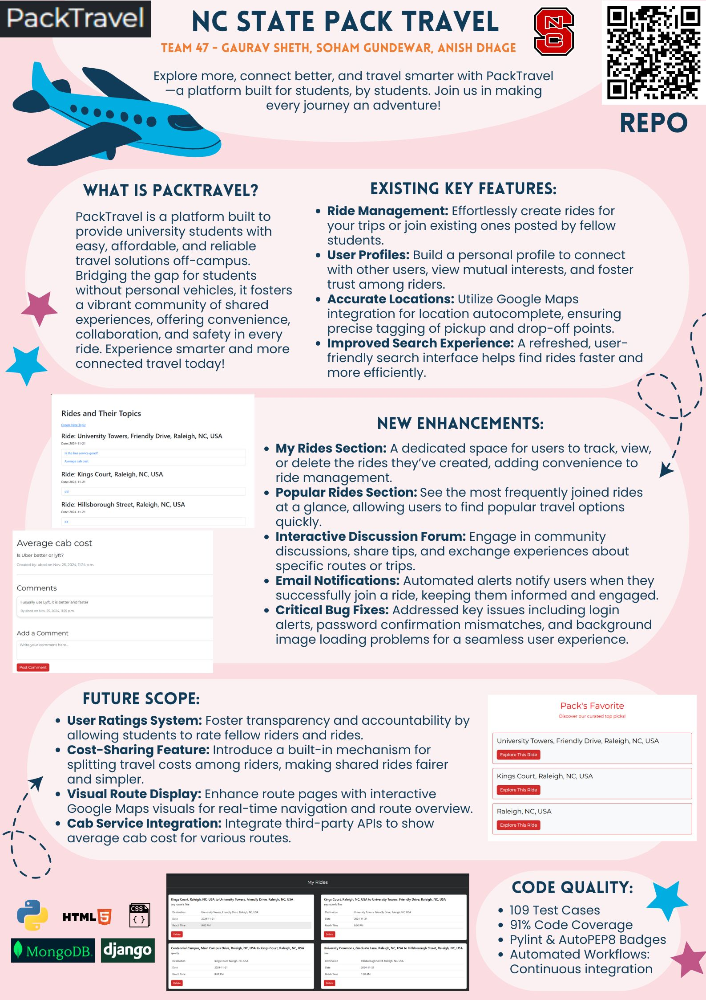 PackTravel
NC STATE PACK TRAVEL
TEAM 47 - GAURAV SHETH, SOHAM GUNDEWAR, ANISH DHAGE
Explore more, connect better, and travel smarter with PackTravel
—a platform built for students, by students. Join us in making
every journey an adventure!
NCS
REPO
WHAT IS PACKTRAVEL?
PackTravel is a platform built to
provide university students with
easy, affordable, and reliable
travel solutions off-campus.
Bridging the gap for students
without personal vehicles, it fosters
a vibrant community of shared
experiences, offering convenience,
collaboration, and safety in every
ride. Experience smarter and more
connected travel today!
EXISTING KEY FEATURES:
• Ride Management: Effortlessly create rides for
your trips or join existing ones posted by fellow
students.
• User Profiles: Build a personal profile to connect
with other users, view mutual interests, and foster
trust among riders.
• Accurate Locations: Utilize Google Maps
integration for location autocomplete, ensuring
precise tagging of pickup and drop-off points.
• Improved Search Experience: A refreshed, user-
friendly search interface helps find rides faster and
more efficiently.
Rides and Their Topics
Create New Topic
Ride: University Towers, Friendly Drive, Raleigh, NC, USA
Date: 2024-11-21
Is the bus service good?
Average cab cost
Ride: Kings Court, Raleigh, NC, USA
Date: 2024-11-21
dd
Ride: Hillsborough Street, Raleigh, NC, USA
Date: 2024-11-21
da
Average cab cost
Is Uber better or lyft?
Created by: abcd on Nov. 25, 2024, 11:24 p.m.
Comments
I usually use Lyft, it is better and faster
By abcd on Nov. 25, 2024, 11:25 p.m.
Add a Comment
Write your comment here...
Post Comment
NEW ENHANCEMENTS:
• My Rides Section: A dedicated space for users to track, view,
or delete the rides they’ve created, adding convenience to
ride management.
• Popular Rides Section: See the most frequently joined rides
at a glance, allowing users to find popular travel options
quickly.
• Interactive Discussion Forum: Engage in community
discussions, share tips, and exchange experiences about
specific routes or trips.
• Email Notifications: Automated alerts notify users when they
successfully join a ride, keeping them informed and engaged.
• Critical Bug Fixes: Addressed key issues including login
alerts, password confirmation mismatches, and background
image loading problems for a seamless user experience.
FUTURE SCOPE:
• User Ratings System: Foster transparency and accountability by
allowing students to rate fellow riders and rides.
• Cost-Sharing Feature: Introduce a built-in mechanism for
splitting travel costs among riders, making shared rides fairer
and simpler.
• Visual Route Display: Enhance route pages with interactive
Google Maps visuals for real-time navigation and route overview.
• Cab Service Integration: Integrate third-party APIs to show
average cab cost for various routes.
Pack's Favorite
Discover our curated top picks!
University Towers, Friendly Drive, Raleigh, NC, USA
Explore This Ride
Kings Court, Raleigh, NC, USA
Explore This Ride
Raleigh, NC, USA
Explore This Ride
HTML 5
CSS
{ }
MongoDB.
django
My Rides
Kings Court, Raleigh, NC, USA to University Towers, Friendly Drive, Raleigh, NC, USA
any route is fine
Destination University Towers, Friendly Drive, Raleigh, NC, USA
Date 2024-11-21
Reach Time 9:00 PM
Delete
Kings Court, Raleigh, NC, USA to University Towers, Friendly Drive, Raleigh, NC, USA
any route is fine
Destination University Towers, Friendly Drive, Raleigh, NC, USA
Date 2024-11-21
Reach Time 9:00 PM
Delete
Centennial Campus, Main Campus Drive, Raleigh, NC, USA to Kings Court, Raleigh, NC, USA
qwerty
Destination Kings Court, Raleigh, NC, USA
Date 2024-11-21
Reach Time 8:00 PM
Delete
University Commons, Graduate Lane, Raleigh, NC, USA to Hillsborough Street, Raleigh, NC, USA
qwe
Destination Hillsborough Street, Raleigh, NC, USA
Date 2024-11-21
Reach Time 1:00 AM
Delete
CODE QUALITY:
• 109 Test Cases
• 91% Code Coverage
• Pylint & AutoPEP8 Badges
• Automated Workflows:
Continuous integration